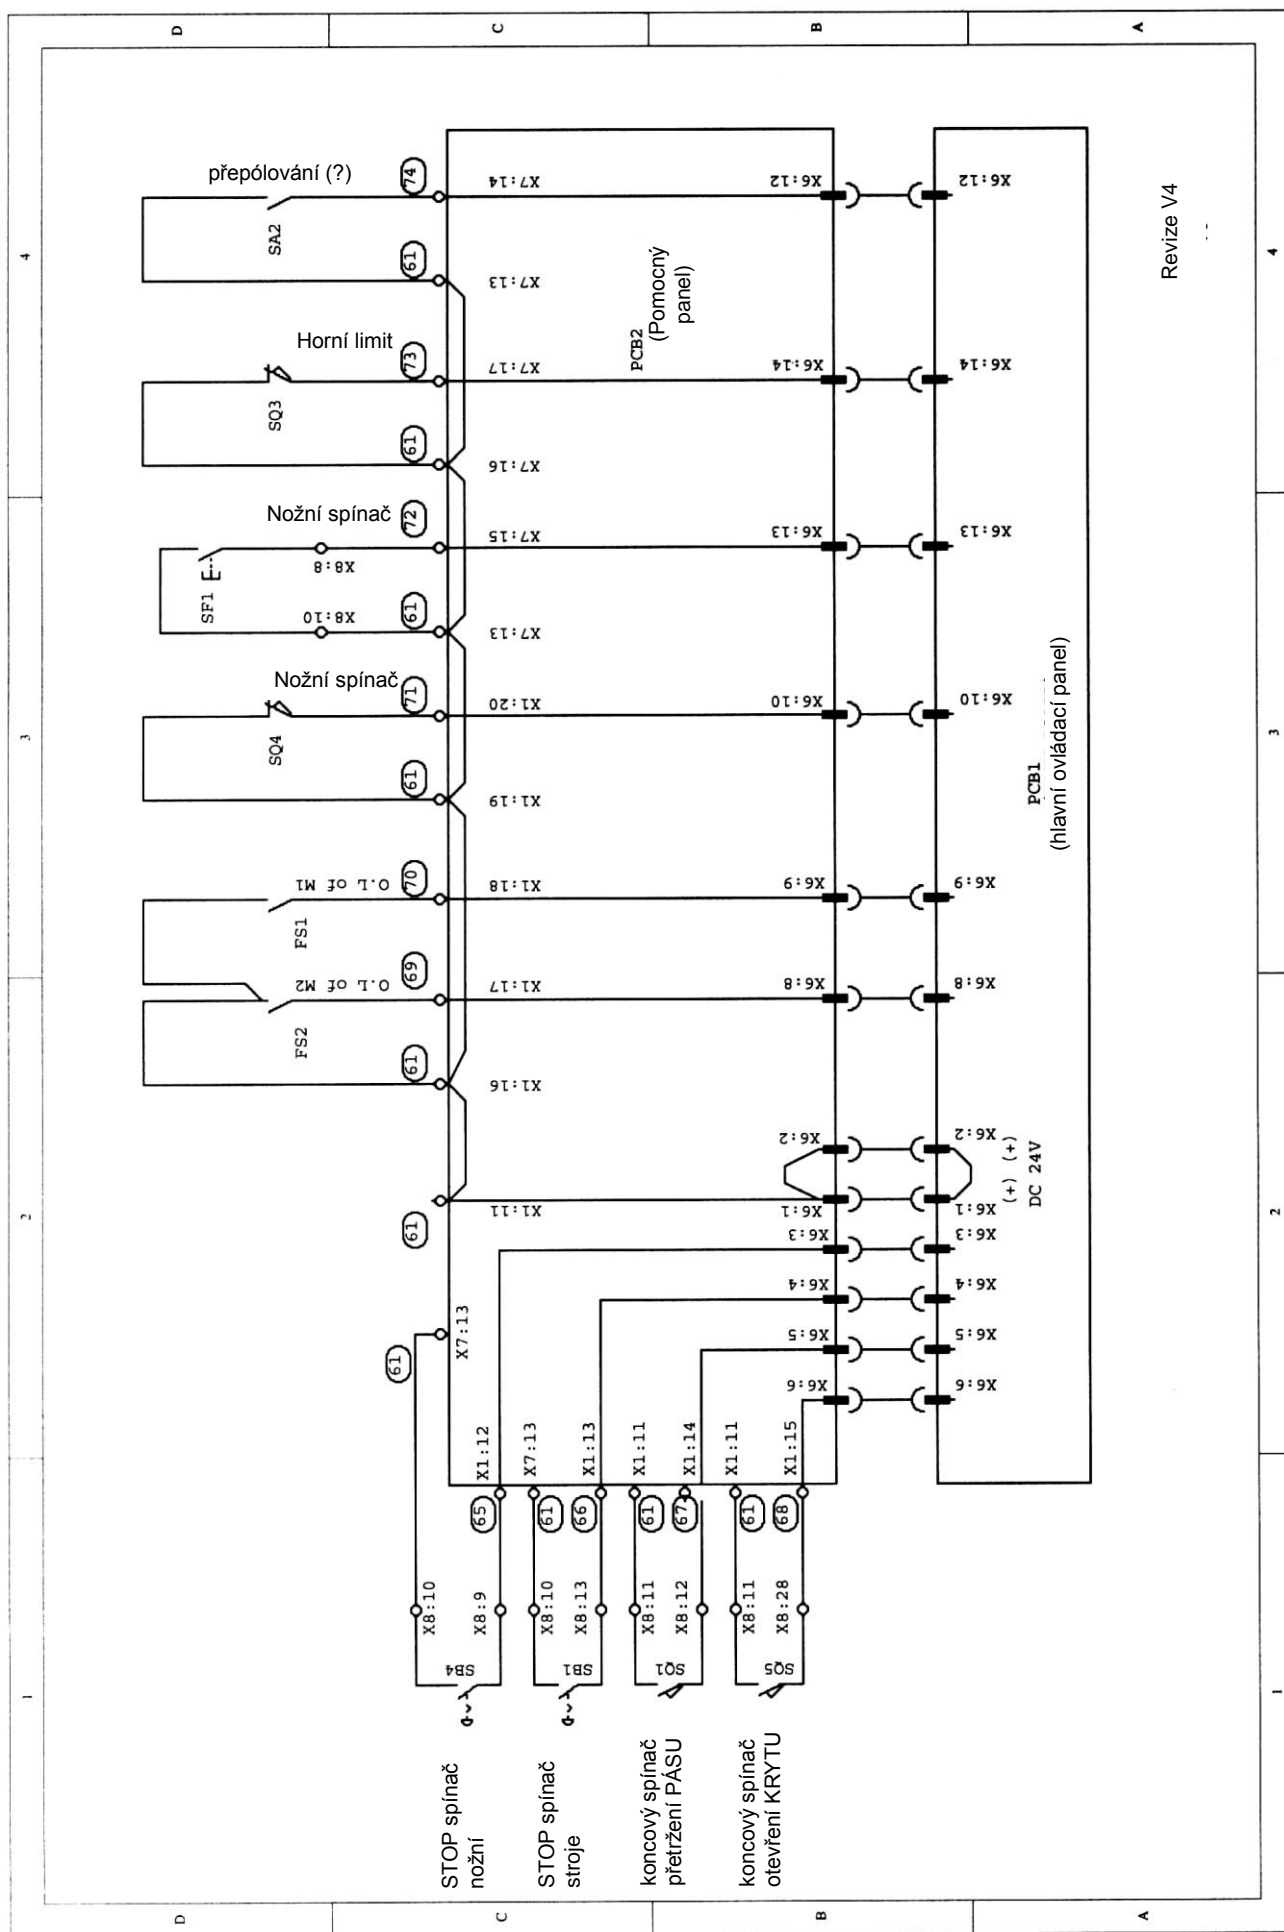 D
C
B
A
4
3
2
1
přepólování (?)
SA2
74
61
X7:14
X7:13
X6:12
X6:12
Horní limit
SQ3
73
61
X7:17
X7:16
X6:14
X6:14
PCB2
(Pomocný
panel)
Revize V4
Nožní spínač
SF1
X8:8
X8:10
72
61
X7:15
X7:13
X6:13
X6:13
Nožní spínač
SQ4
71
61
X1:20
X1:19
X6:10
X6:10
PCB1
(hlavní ovládací panel)
O.L of M1
FS1
70
X1:18
X6:9
X6:9
O.L of M2
FS2
69
61
X1:17
X1:16
X6:8
X6:8
61
X1:11
X6:2
X6:1
X6:2
X6:1
(+) (+)
DC 24V
X6:3
X6:4
X6:5
X6:6
X6:3
X6:4
X6:5
X6:6
61
X7:13
X1:12
X7:13
X1:13
X1:11
X1:14
X1:11
X1:15
65
61
66
61
67
61
68
X8:10
X8:9
X8:10
X8:13
X8:11
X8:12
X8:11
X8:28
SB4
SB1
SQ1
SQ5
STOP spínač
nožní
STOP spínač
stroje
koncový spínač
přetržení PÁSU
koncový spínač
otevření KRYTU
4
3
2
1
D
C
B
A